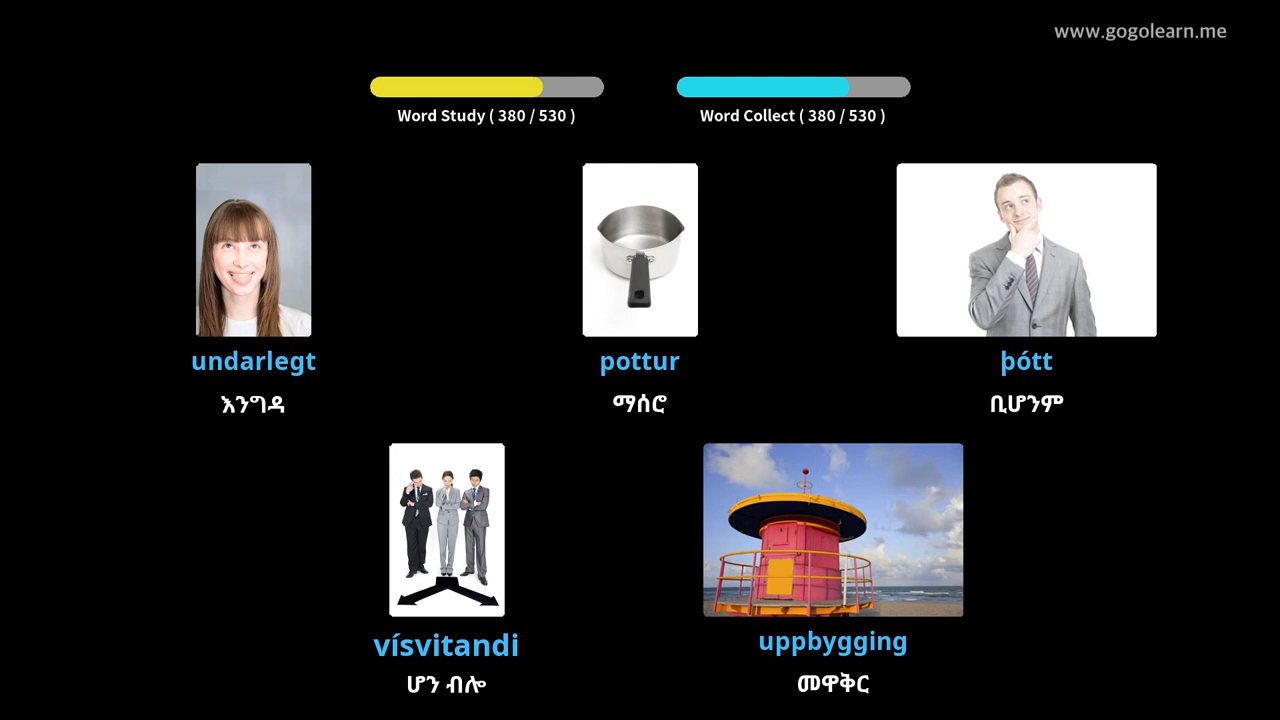 www.gogolearn.me
Word Study ( 380 / 530 )
Word Collect ( 380 / 530 )
undarlegt
እንግዳ
pottur
ማሰሮ
þótt
ቢሆንም
vísvitandi
ሆን ብሎ
uppbygging
መዋቅር